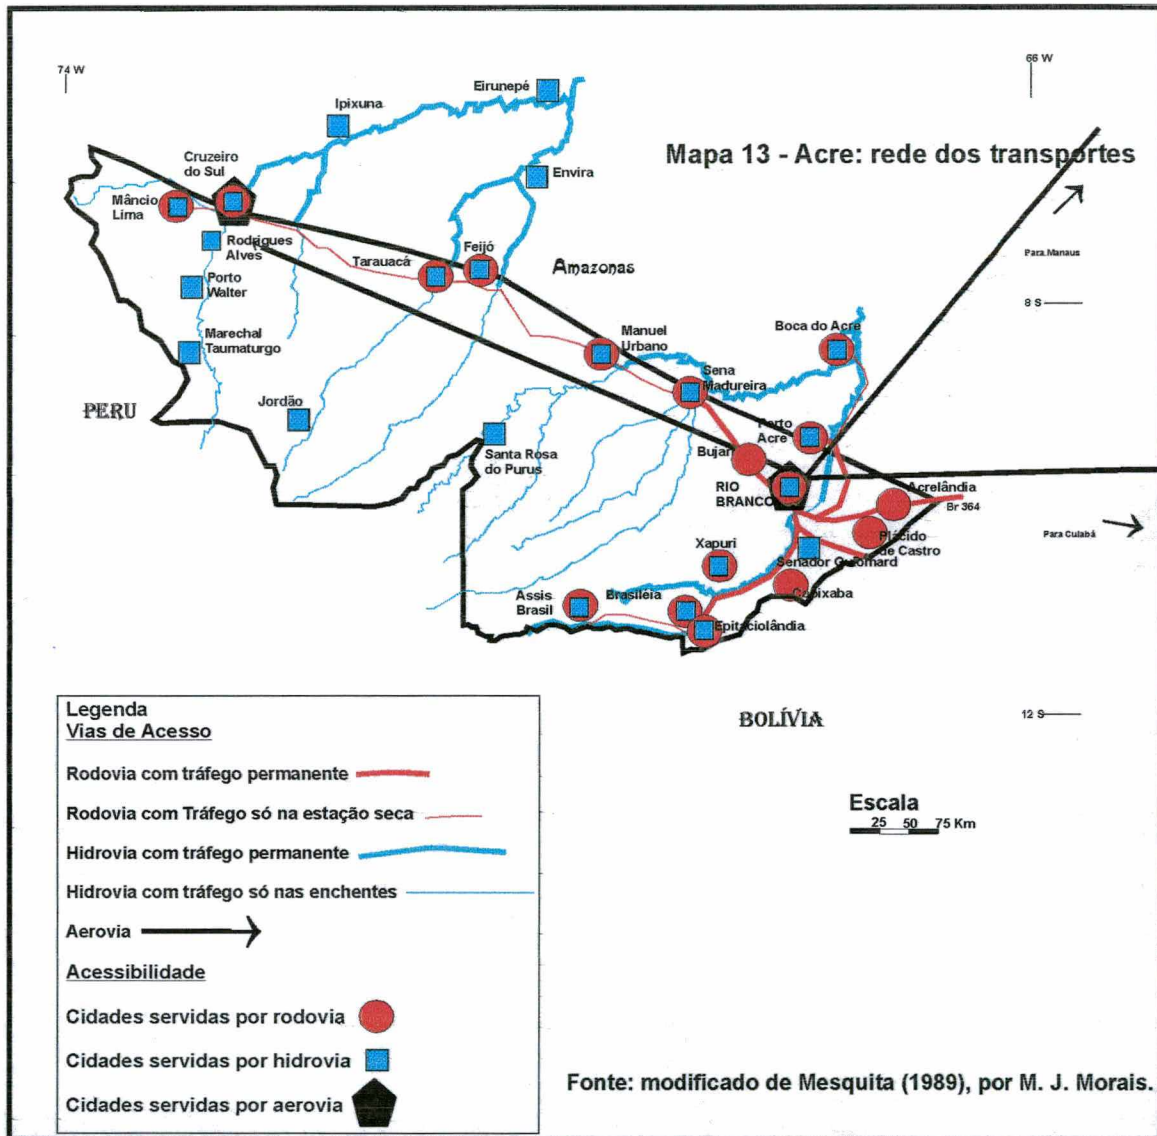 74 W
66 W
Eirunepé
Ipixuna
Mapa 13 - Acre: rede dos transportes
Cruzeiro
do Sul
Envira
Mâncio
Lima
Rodrigues
Alves
Tarauacá
Feijó
Amazonas
Para Manaus
Porto
Walter
8 S
Marechal
Taumaturgo
Manuel
Urbano
Boca do Acre
Sena
Madureira
PERU
Jordão
Santa Rosa
do Purus
Porto
Acre
Bujari
RIO
BRANCO
Acrelândia
Br 364
Plácido
de Castro
Para Cuiabá
Xapuri
Senador Guiomard
Capixaba
Assis
Brasil
Brasiléia
Epitaciolândia
BOLÍVIA
12 S
Legenda
Vias de Acesso
Rodovia com tráfego permanente
Rodovia com Tráfego só na estação seca
Hidrovia com tráfego permanente
Hidrovia com tráfego só nas enchentes
Aerovia
Acessibilidade
Cidades servidas por rodovia
Cidades servidas por hidrovia
Cidades servidas por aerovia
Escala
25 50 75 Km
Fonte: modificado de Mesquita (1989), por M. J. Morais.